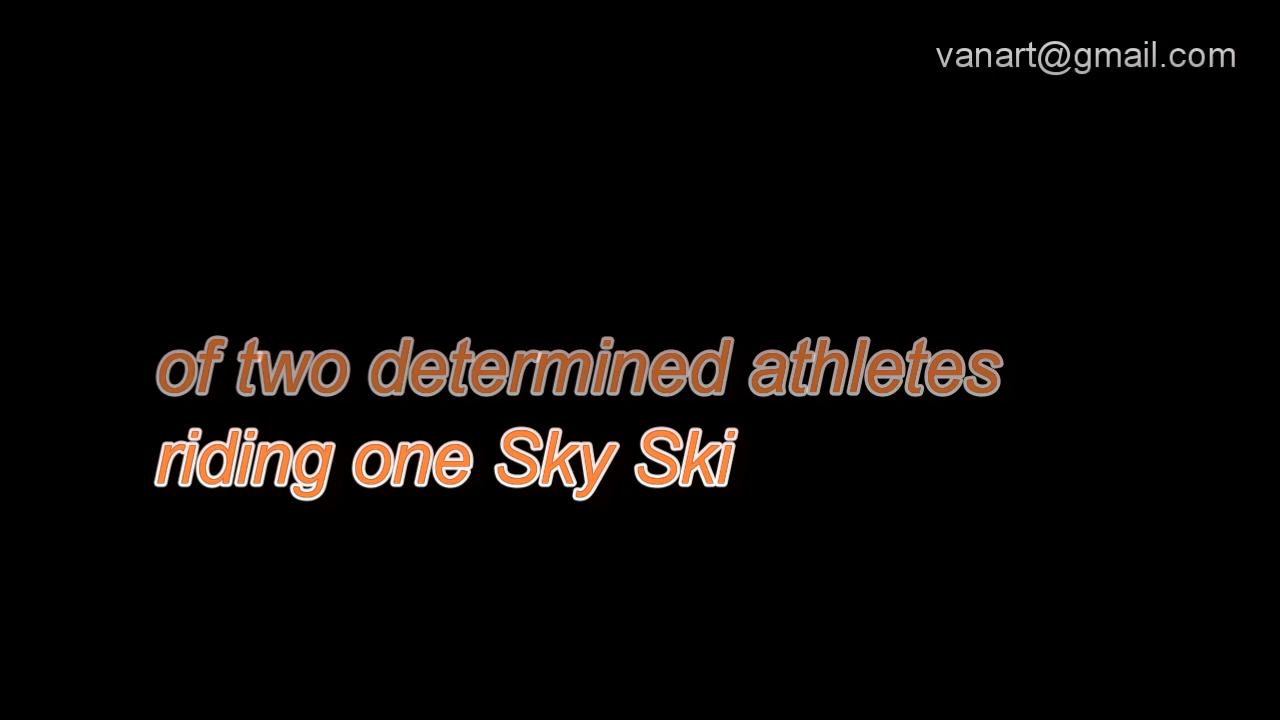 vanart@gmail.com
of two determined athletes
riding one Sky Ski